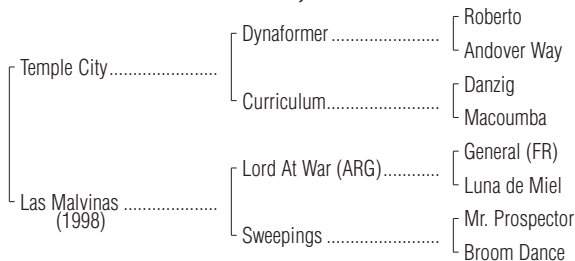 Roberto
Dynaformer ....................
Andover Way
Temple City....................
Danzig
Curriculum.....................
Macoumba
General (FR)
Lord At War (ARG)...........
Luna de Miel
Las Malvinas ..................
(1998)
Mr. Prospector
Sweepings .....................
Broom Dance